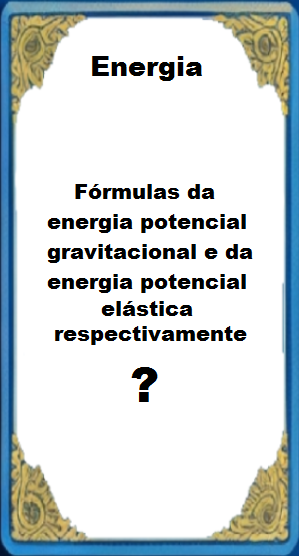 Energia
Fórmulas da
energia potencial
gravitacional e da
energia potencial
elástica
respectivamente
?